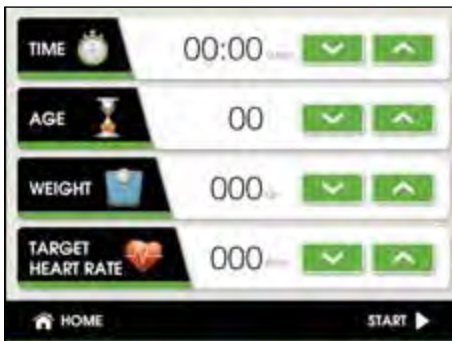 TIME 00:00
AGE 00
WEIGHT 000
TARGET
HEART RATE 000
HOME START